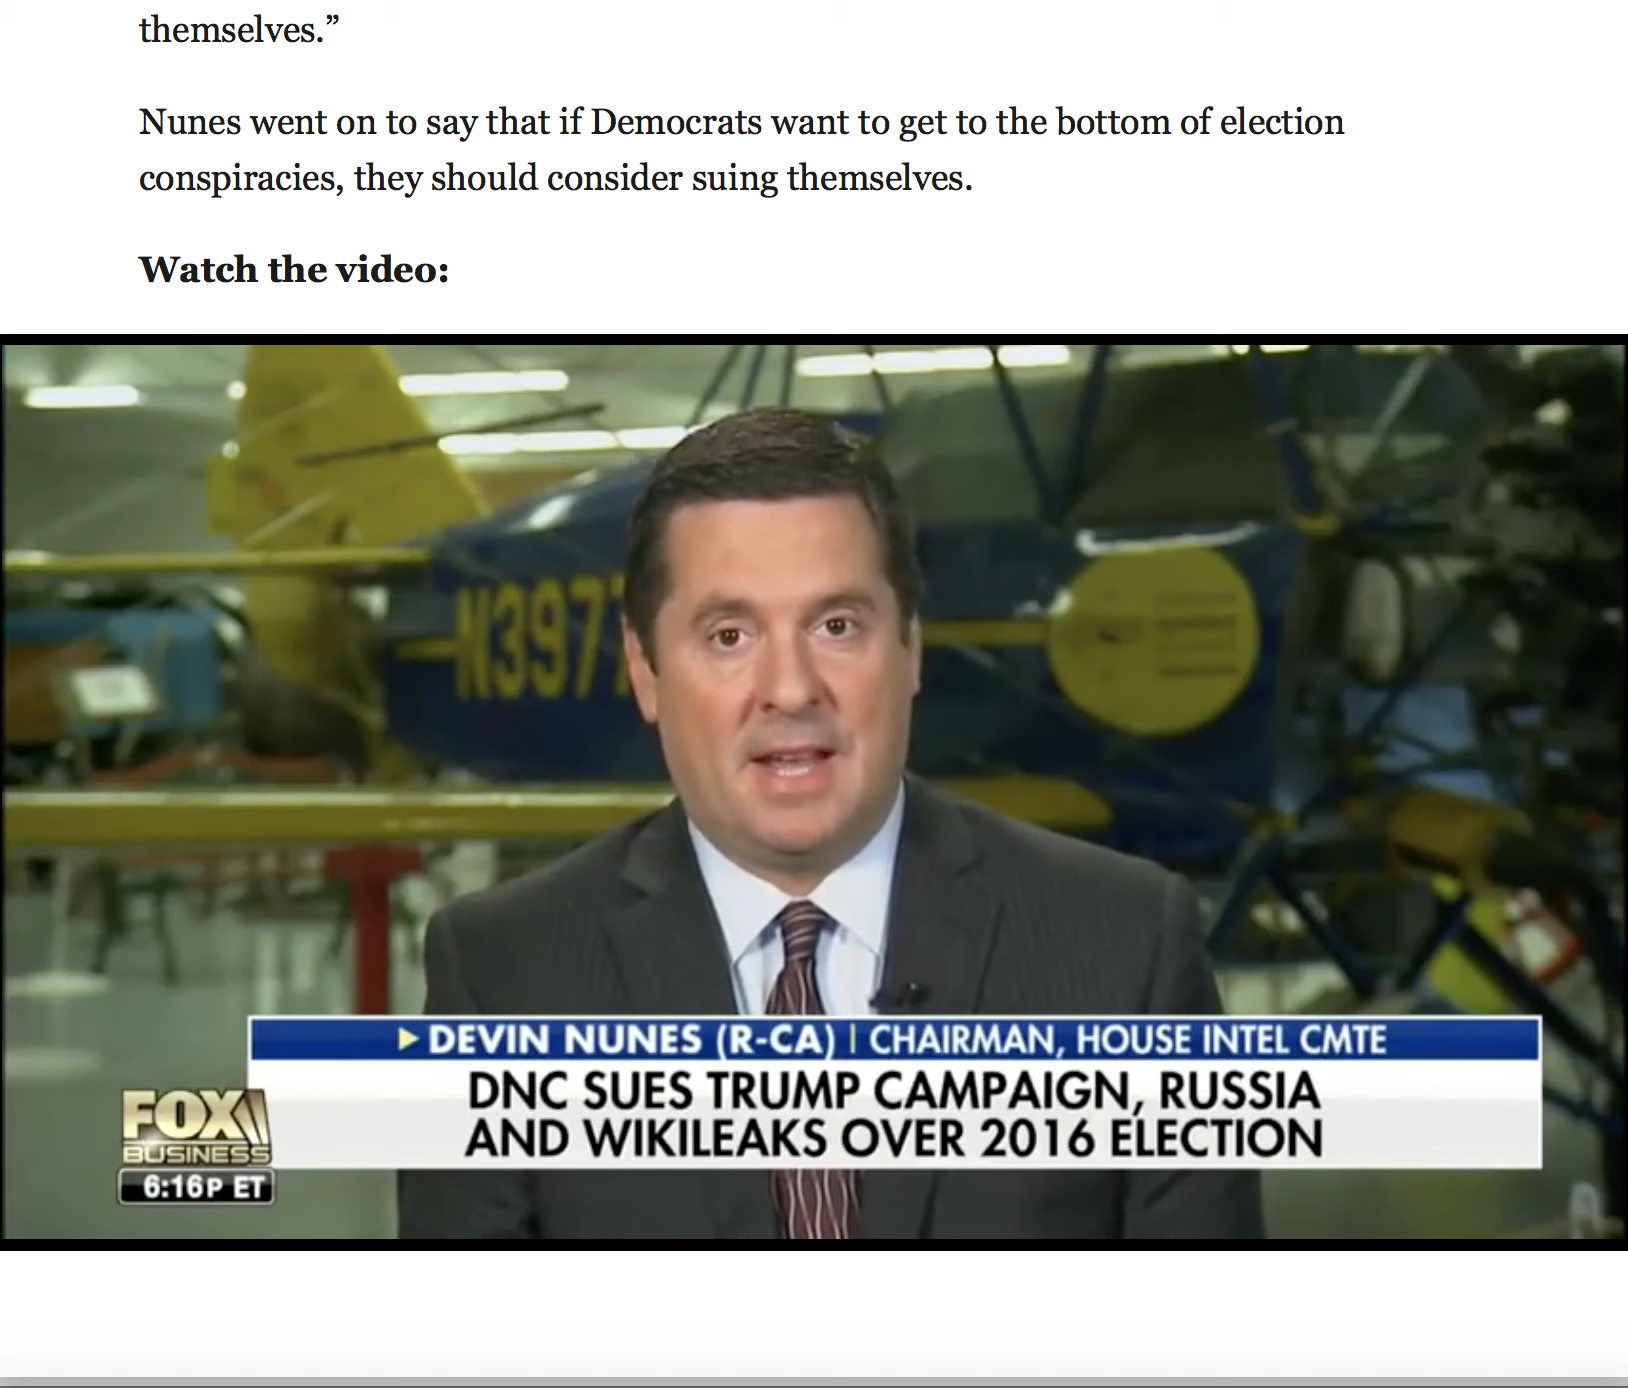 themselves.”
Nunes went on to say that if Democrats want to get to the bottom of election
conspiracies, they should consider suing themselves.
Watch the video:
N397
DEVIN NUNES (R-CA) | CHAIRMAN, HOUSE INTEL CMTE
DNC SUES TRUMP CAMPAIGN, RUSSIA
AND WIKILEAKS OVER 2016 ELECTION
FOX
BUSINESS
6:16P ET